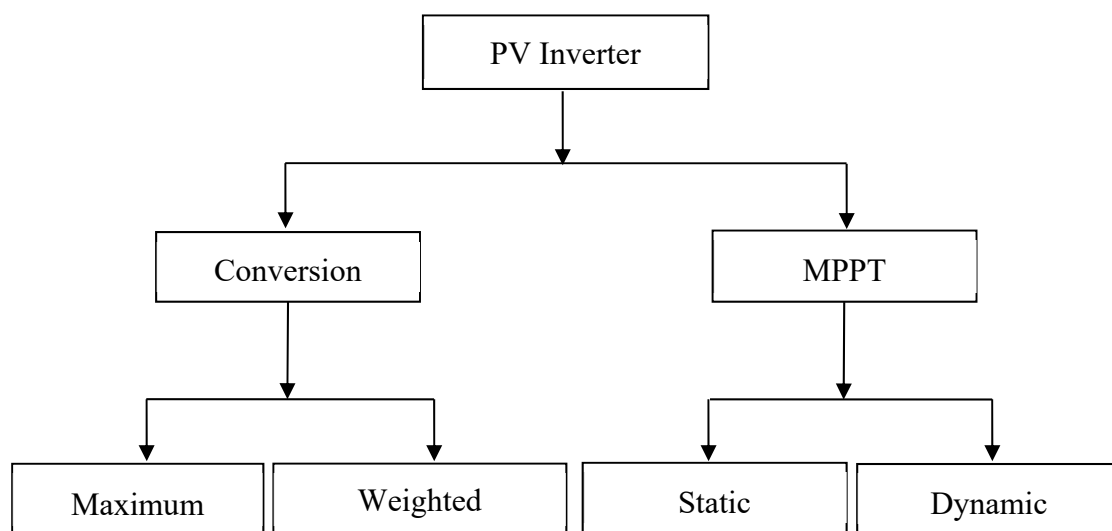 PV Inverter
Conversion
MPPT
Maximum
Weighted
Static
Dynamic